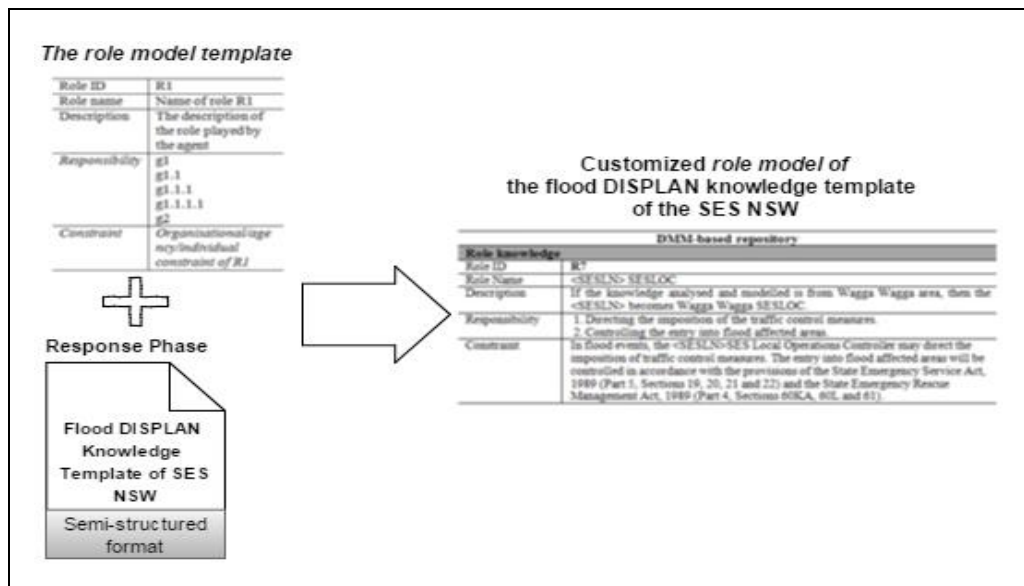 The role model template
Role ID R1
Role name Name of role R1
Description The description of
the role played by
the agent
Responsibility g1
g1.1
g1.1.1
g1.1.1.1
g2
Constraint Organisational/age
ncy/individual
constraint of R1
Response Phase
Flood DISPLAN
Knowledge
Template of SES
NSW
Semi-structured
format
Customized role model of
the flood DISPLAN knowledge template
of the SES NSW
DMM-based repository
Role knowledge
Role ID R7
Role Name <SESLN> SESLOC
Description If the knowledge analysed and modelled is from Wagga Wagga area, then the
<SESLN> becomes Wagga Wagga SESLOC.
Responsibility 1. Directing the imposition of the traffic control measures.
2. Controlling the entry into flood affected areas.
Constraint In flood events, the <SESLN>SES Local Operations Controller may direct the
imposition of traffic control measures. The entry into flood affected areas will be
controlled in accordance with the provisions of the State Emergency Service Act,
1989 (Part 5, Sections 19, 20, 21 and 22) and the State Emergency Rescue
Management Act, 1989 (Part 4, Sections 60KA, 60L and 61).